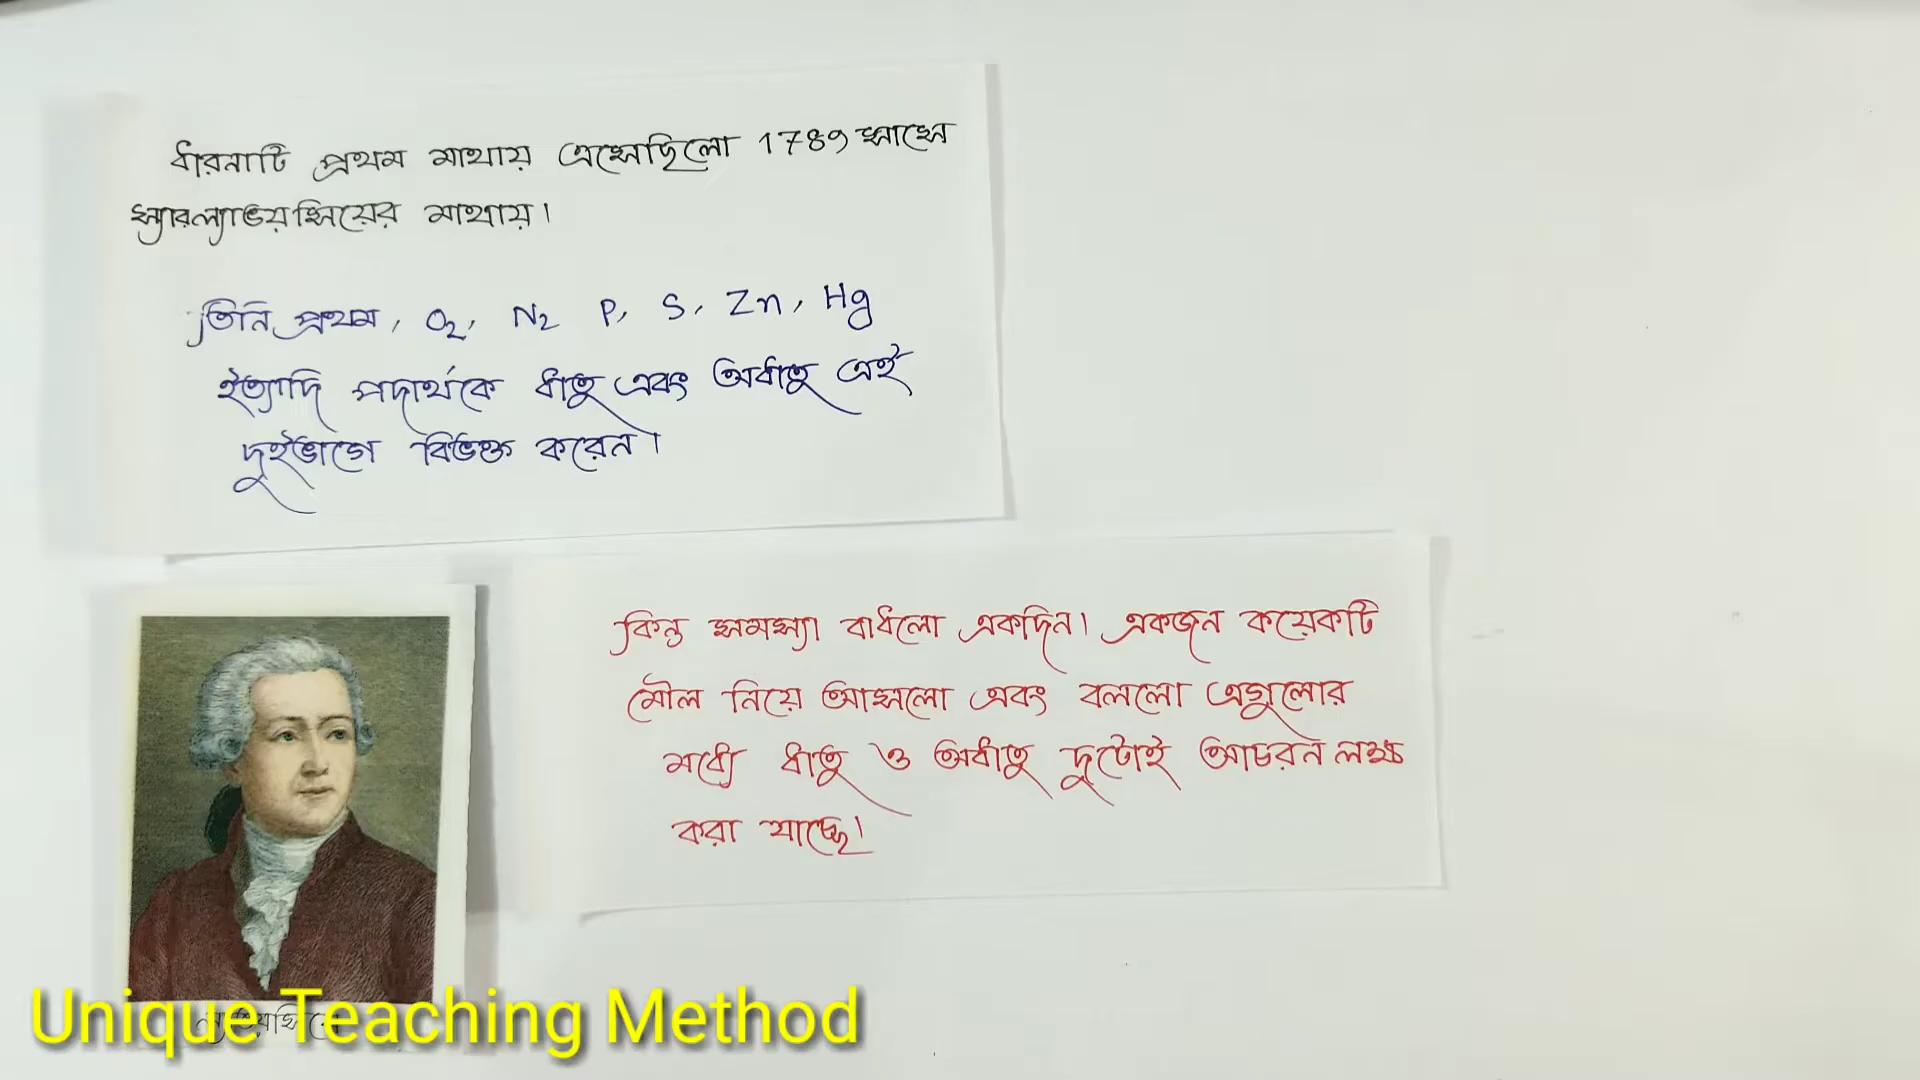 ধারনাটি প্রথম মাথায় এসেছিলো 1789 সালে
স্যারল্যাভয়সিয়ের মাথায়।
তিনি প্রথম, O₂, N₂ P, S, Zn, Hg
ইত্যাদি পদার্থকে ধাতু এবং অধাতু এই
দুইভাগে বিভক্ত করেন।
কিন্তু সমস্যা বাধলো একদিন। একজন কয়েকটি
মৌল নিয়ে আসলো এবং বললো এগুলোর
মধ্যে ধাতু ও অধাতু দুটোই আচরন লক্ষ
করা যাচ্ছে।
Unique Teaching Method